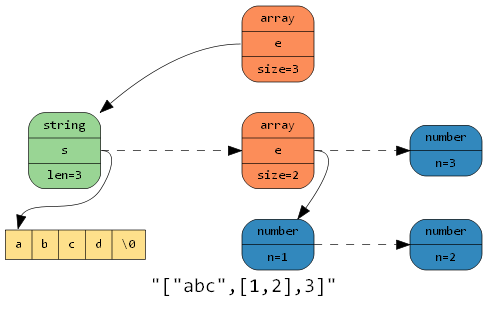 array
e
size=3
string
s
len=3
array
e
size=2
number
n=3
a b c d \0
number
n=1
number
n=2
"["abc",[1,2],3]"